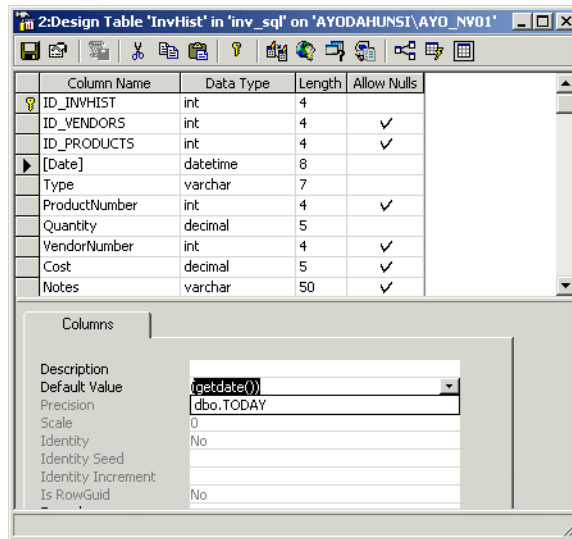 2:Design Table 'InvHist' in 'inv_sql' on 'AYODAHUNSI\AYO_NV01'
Column Name Data Type Length Allow Nulls
ID_INVHIST int 4
ID_VENDORS int 4 ✓
ID_PRODUCTS int 4 ✓
[Date] datetime 8
Type varchar 7
ProductNumber int 4 ✓
Quantity decimal 5
VendorNumber int 4 ✓
Cost decimal 5 ✓
Notes varchar 50 ✓
Columns
Description
Default Value (getdate())
Precision dbo.TODAY
Scale 0
Identity No
Identity Seed
Identity Increment
Is RowGuid No